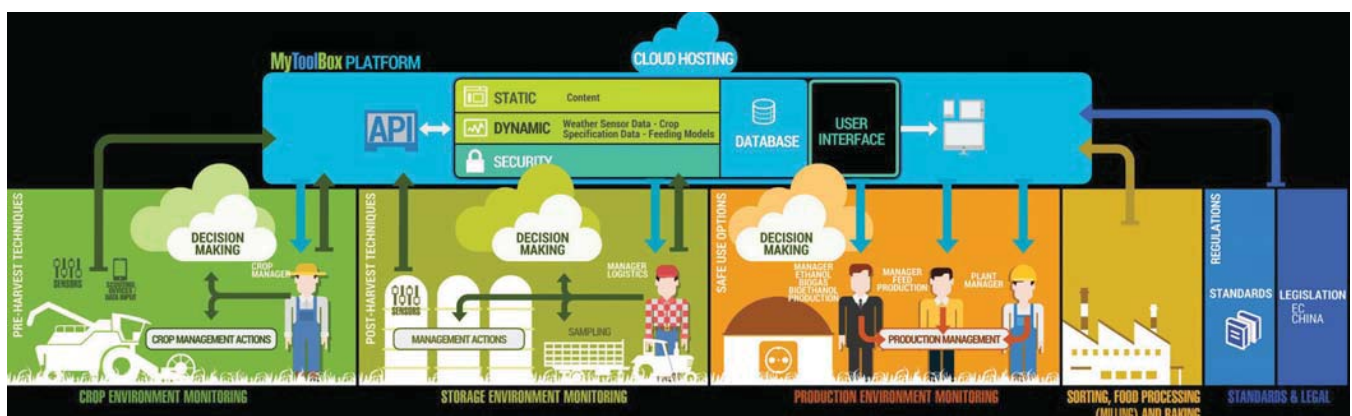 CLOUD HOSTING
MyToolBox PLATFORM
API
STATIC Content
DYNAMIC Weather Sensor Data - Crop
Specification Data - Feeding Models
SECURITY
DATABASE
USER
INTERFACE
PRE-HARVEST TECHNIQUES
DECISION
MAKING
CROP
MANAGER
SENSORS
SCOUTING
DEVICES
DATA INPUT
CROP MANAGEMENT ACTIONS
CROP ENVIRONMENT MONITORING
POST-HARVEST TECHNIQUES
DECISION
MAKING
MANAGER
LOGISTICS
SENSORS
SAMPLING
MANAGEMENT ACTIONS
STORAGE ENVIRONMENT MONITORING
SAFE USE OPTIONS
DECISION
MAKING
MANAGER
ETHANOL
BIOGAS
BIOETHANOL
PRODUCTION
MANAGER
FEED
PRODUCTION
PLANT
MANAGER
PRODUCTION MANAGEMENT
PRODUCTION ENVIRONMENT MONITORING
SORTING, FOOD PROCESSING
(MILLING) AND BAKING
REGULATIONS
STANDARDS
LEGISLATION
EC
CHINA
STANDARDS & LEGAL